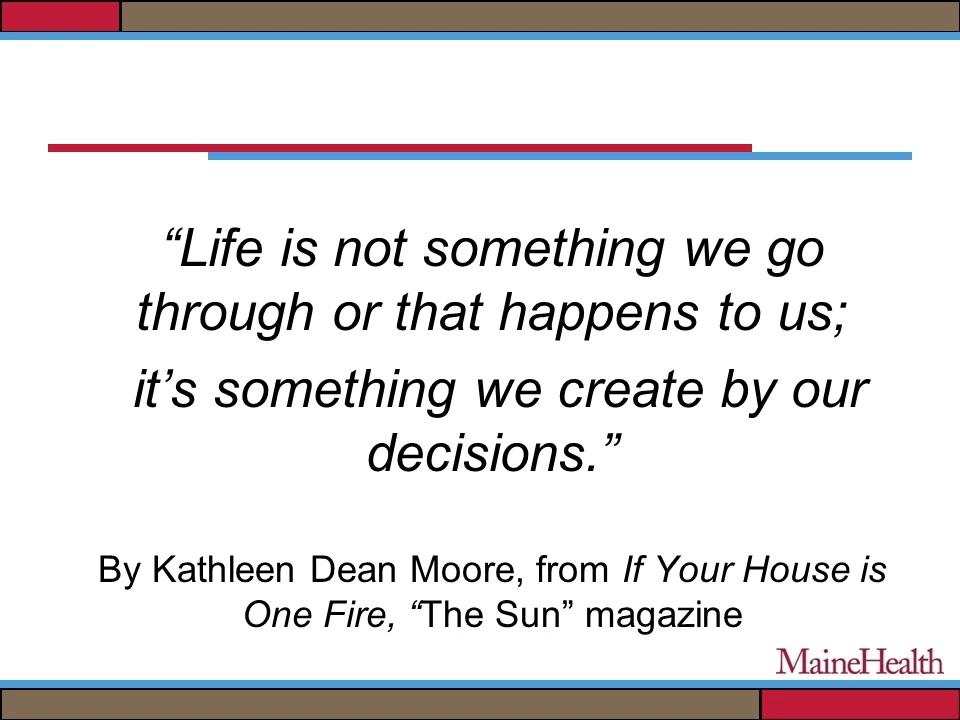 “Life is not something we go
through or that happens to us;
it’s something we create by our
decisions.”
By Kathleen Dean Moore, from If Your House is
One Fire, “The Sun” magazine
MaineHealth